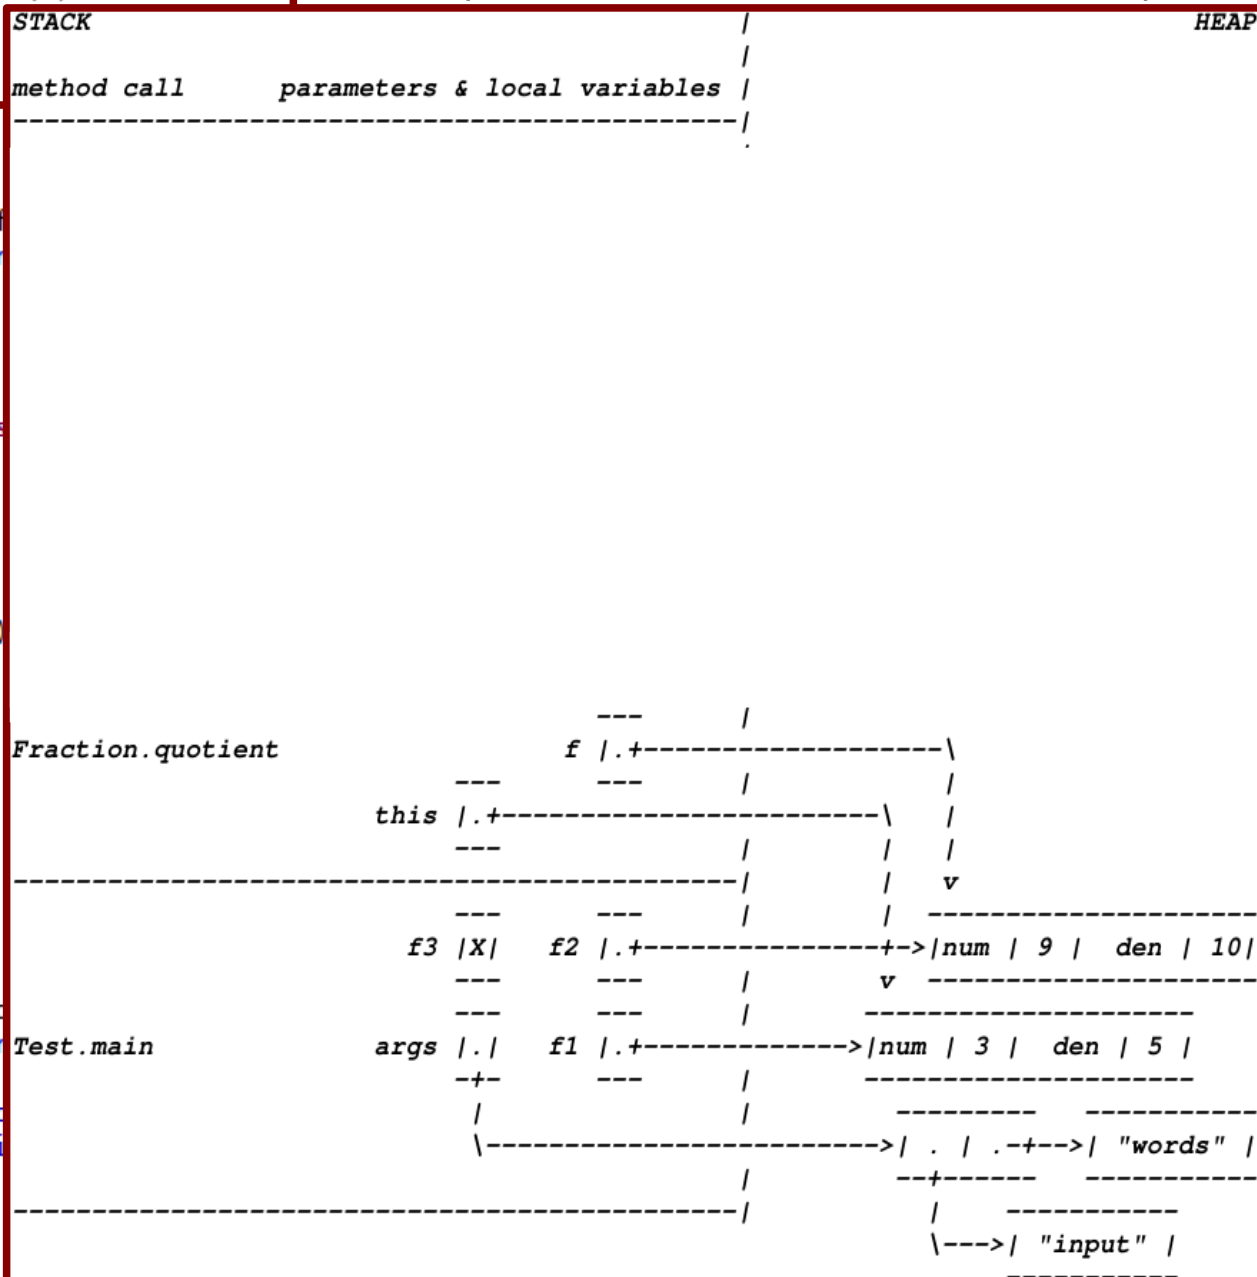 STACK | HEAP
|
method call parameters & local variables |
----------------------------------------------|
--- |
Fraction.quotient f |.+-------------------\
--- --- | |
this |.+------------------------\ |
--- | | |
----------------------------------------------| | v
--- --- | | ---------------------
f3 |X| f2 |.+---------------+->|num | 9 | den | 10|
--- --- | v ---------------------
--- --- | ---------------------
Test.main args |.| f1 |.+------------->|num | 3 | den | 5 |
-+- --- | ---------------------
| | --------- -----------
\------------------------->| . | .-+-->| "words" |
| --+------ -----------
----------------------------------------------| | -----------
\--->| "input" |
-----------